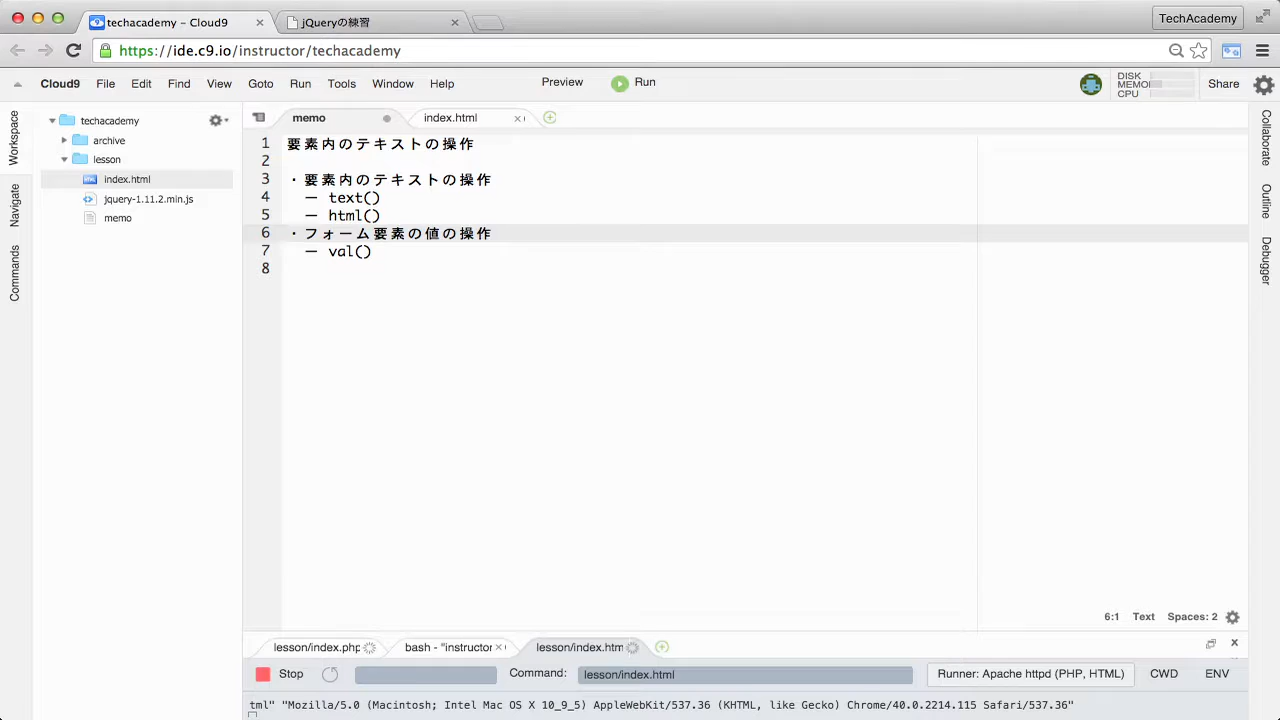 techacademy - Cloud9
jQueryの練習
TechAcademy
https://ide.c9.io/instructor/techacademy
Cloud9 File Edit Find View Goto Run Tools Window Help Preview Run
DISK
MEMO
CPU
Share
Workspace
Navigate
Commands
techacademy
archive
lesson
index.html
jquery-1.11.2.min.js
memo
memo
index.html
1 要素内のテキストの操作
2
3 ・要素内のテキストの操作
4 ー text()
5 ー html()
6 ・フォーム要素の値の操作
7 ー val()
8
Collaborate
Outline
Debugger
6:1 Text Spaces: 2
lesson/index.php
bash - "instructor
lesson/index.htm
Stop
Command: lesson/index.html
Runner: Apache httpd (PHP, HTML)
CWD
ENV
tml" "Mozilla/5.0 (Macintosh; Intel Mac OS X 10_9_5) AppleWebKit/537.36 (KHTML, like Gecko) Chrome/40.0.2214.115 Safari/537.36"